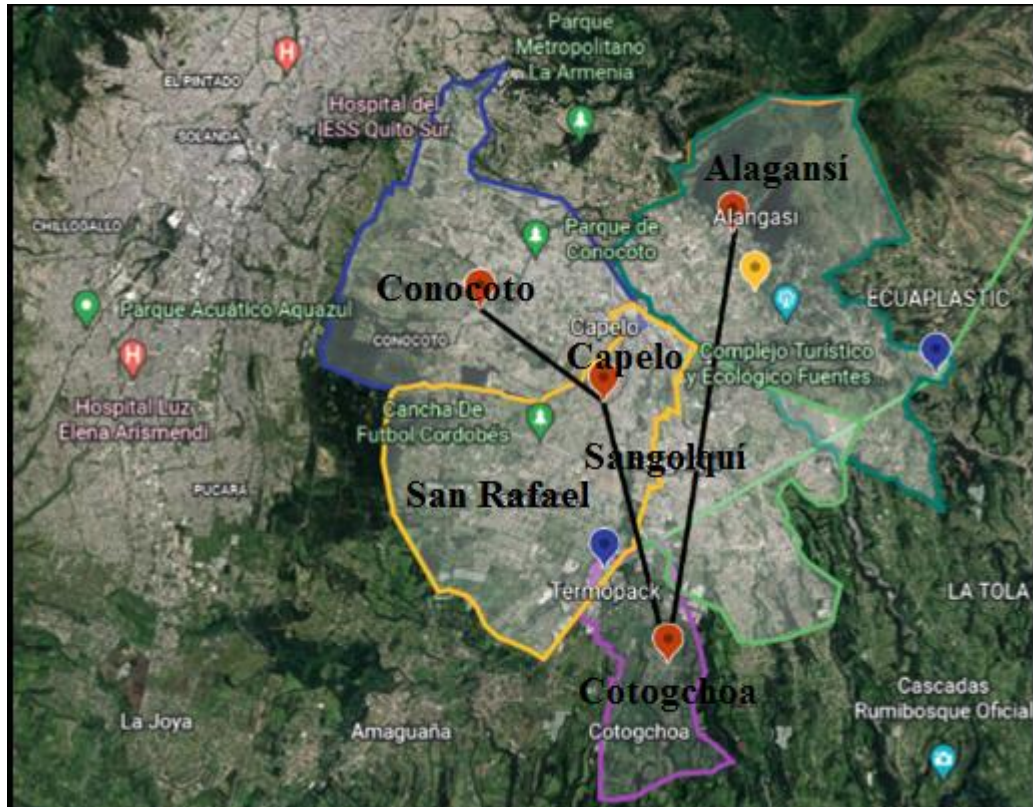 Parque
Metropolitano
La Armenia
EL PINTADO
Hospital del
IESS Quito Sur
SOLANDA
Alagansí
CHILLOGALLO
Alangasí
Parque de
Conocoto
Conocoto
Parque Acuático Aquazul
ECUAPLASTIC
CONOCOTO
Capelo
Capelo
Complejo Turístico
y Ecológico Fuentes...
Hospital Luz
Elena Arismendi
Cancha De
Futbol Cordobés
Sangolquí
PUCARÁ
San Rafael
Termopack
LA TOLA
Cotogchoa
Cascadas
Rumibosque Oficial
La Joya
Amaguaña
Cotogchoa